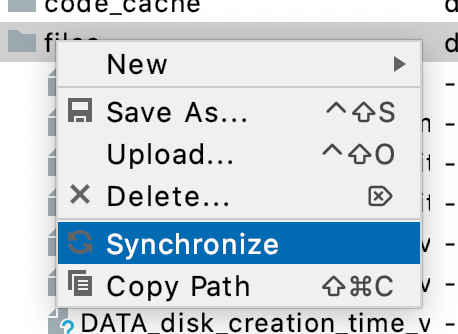 code_cache
files
New
Save As... ⌃⇧S
Upload... ⌃⇧O
Delete... ⌦
Synchronize
Copy Path ⇧⌘C
DATA_disk_creation_time_v